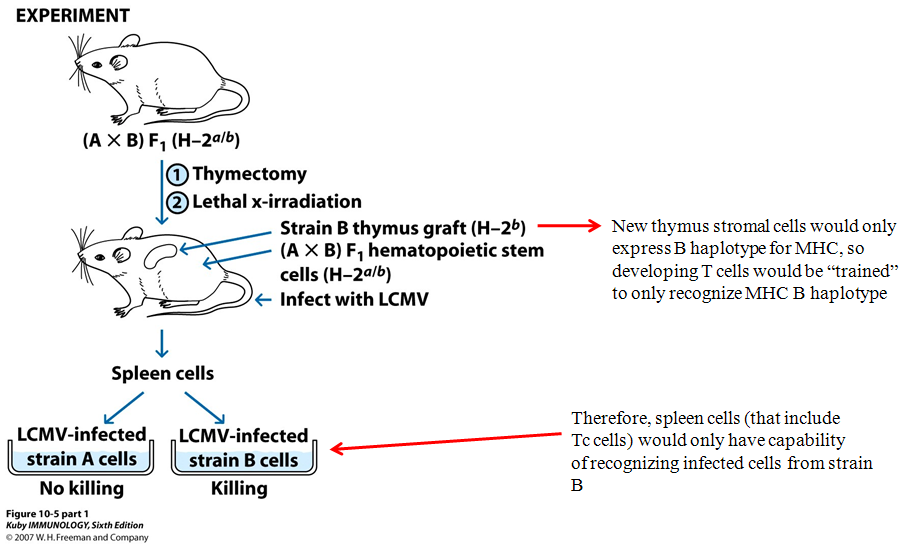 EXPERIMENT
(A × B) F₁ (H–2ᵃ/ᵇ)
1 Thymectomy
2 Lethal x-irradiation
Strain B thymus graft (H–2ᵇ)
(A × B) F₁ hematopoietic stem
cells (H–2ᵃ/ᵇ)
Infect with LCMV
New thymus stromal cells would only
express B haplotype for MHC, so
developing T cells would be “trained”
to only recognize MHC B haplotype
Spleen cells
LCMV-infected
strain A cells
No killing
LCMV-infected
strain B cells
Killing
Therefore, spleen cells (that include
Tc cells) would only have capability
of recognizing infected cells from strain
B
Figure 10-5 part 1
Kuby IMMUNOLOGY, Sixth Edition
© 2007 W. H. Freeman and Company